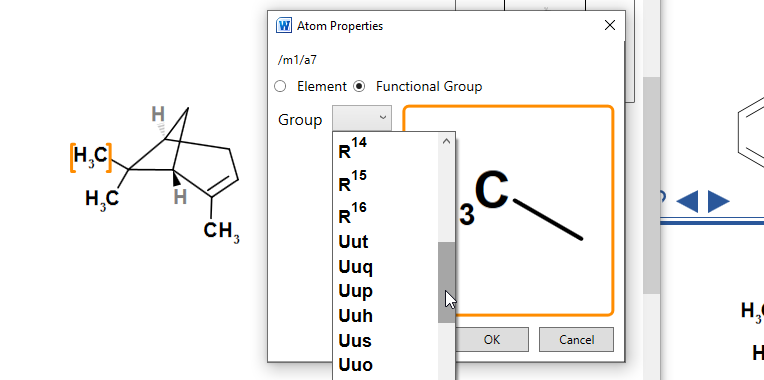 Atom Properties
/m1/a7
Element Functional Group
Group
R14
R15
R16
Uut
Uuq
Uup
Uuh
Uus
Uuo
3C
OK Cancel
H
[H3C]
H3C
H
CH3
H3
H